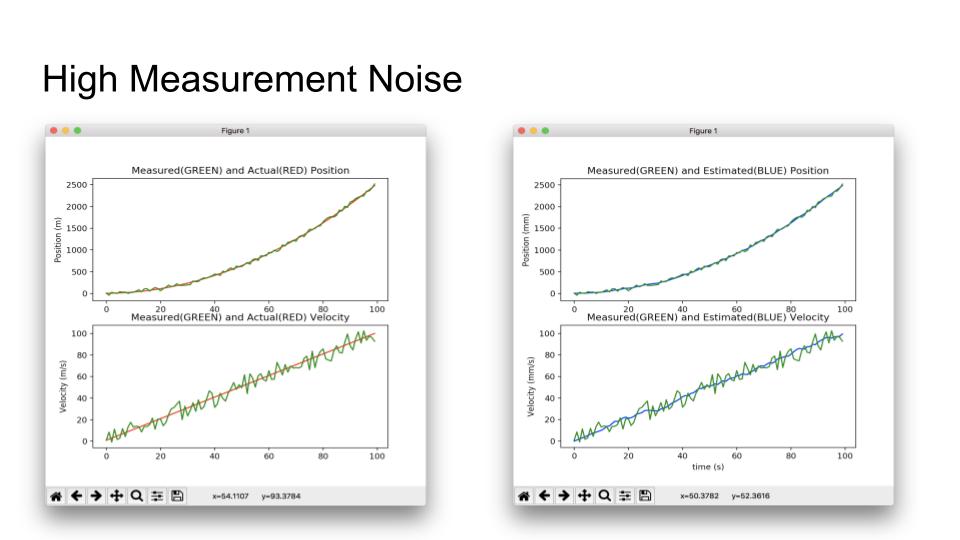 High Measurement Noise
Figure 1
Measured(GREEN) and Actual(RED) Position
2500
2000
1500
1000
500
0
Position (m)
0 20 40 60 80 100
Measured(GREEN) and Actual(RED) Velocity
100
80
60
40
20
0
Velocity (m/s)
0 20 40 60 80 100
x=54.1107 y=93.3784
Figure 1
Measured(GREEN) and Estimated(BLUE) Position
2500
2000
1500
1000
500
0
Position (mm)
0 20 40 60 80 100
Measured(GREEN) and Estimated(BLUE) Velocity
100
80
60
40
20
0
Velocity (mm/s)
0 20 40 60 80 100
time (s)
x=50.3782 y=52.3616